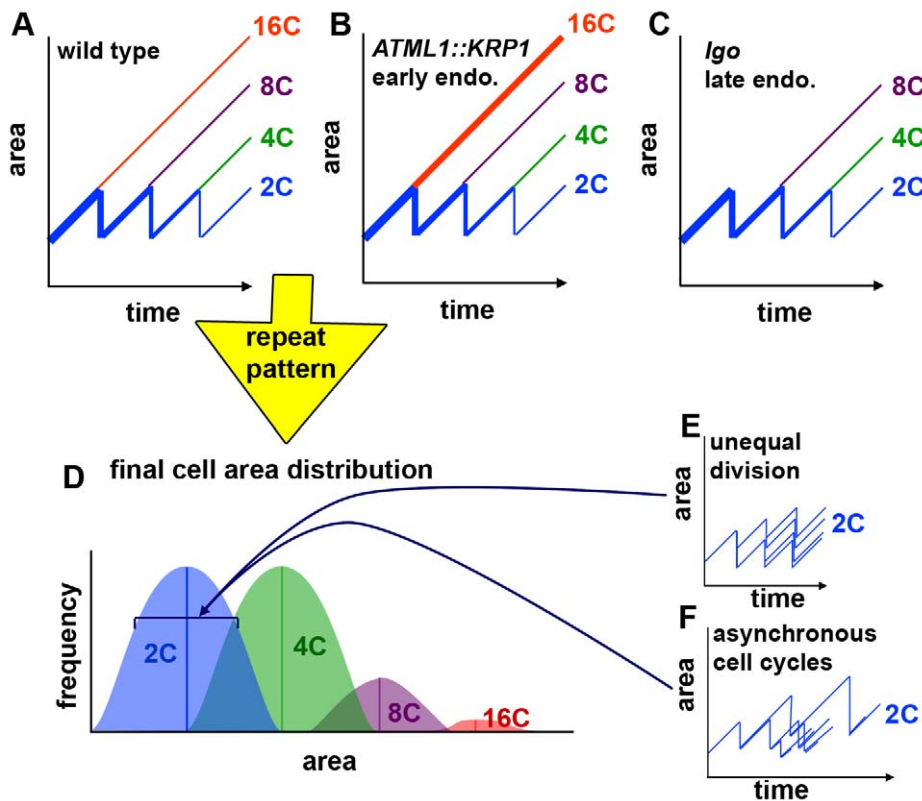 A
wild type
16C
8C
4C
2C
area
time
B
ATML1::KRP1
early endo.
16C
8C
4C
2C
area
time
C
lgo
late endo.
8C
4C
2C
area
time
repeat
pattern
D
final cell area distribution
frequency
2C
4C
8C
16C
area
E
unequal
division
area
2C
time
F
asynchronous
cell cycles
area
2C
time